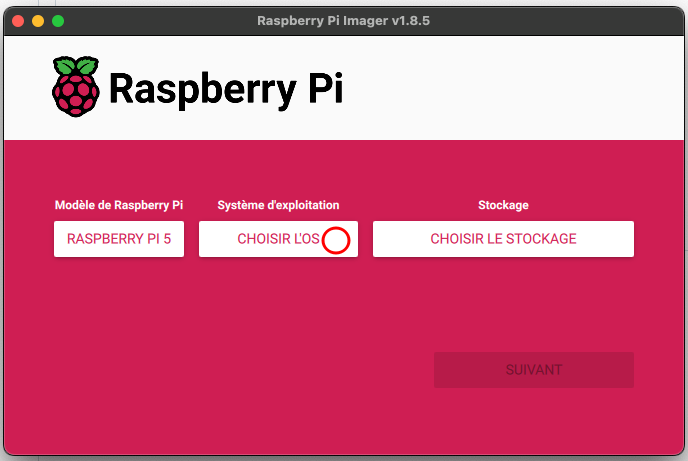 Raspberry Pi Imager v1.8.5
Raspberry Pi
Modèle de Raspberry Pi
Système d'exploitation
Stockage
RASPBERRY PI 5
CHOISIR L'OS
CHOISIR LE STOCKAGE
SUIVANT